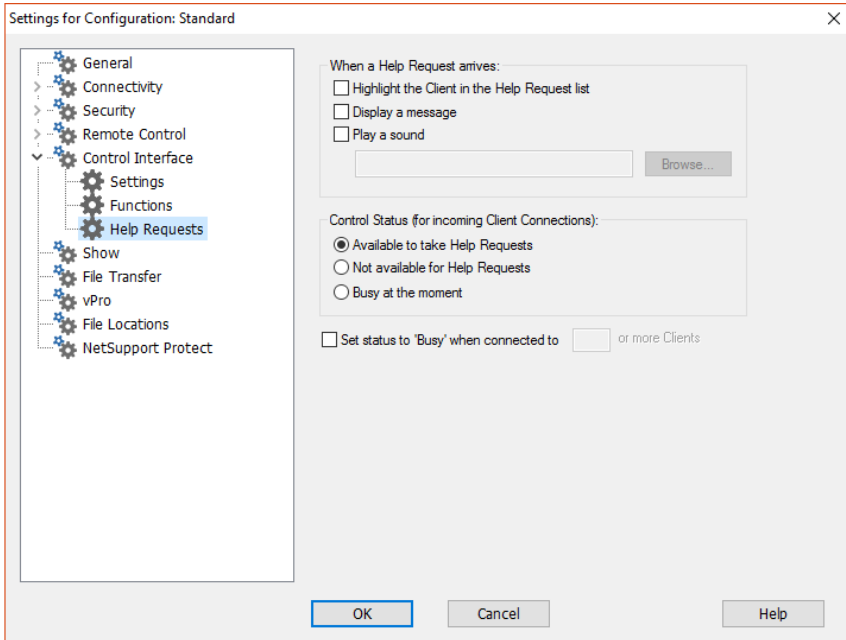 Settings for Configuration: Standard
General
Connectivity
Security
Remote Control
Control Interface
Settings
Functions
Help Requests
Show
File Transfer
vPro
File Locations
NetSupport Protect
When a Help Request arrives:
Highlight the Client in the Help Request list
Display a message
Play a sound
Browse...
Control Status (for incoming Client Connections):
Available to take Help Requests
Not available for Help Requests
Busy at the moment
Set status to 'Busy' when connected to or more Clients
OK Cancel Help